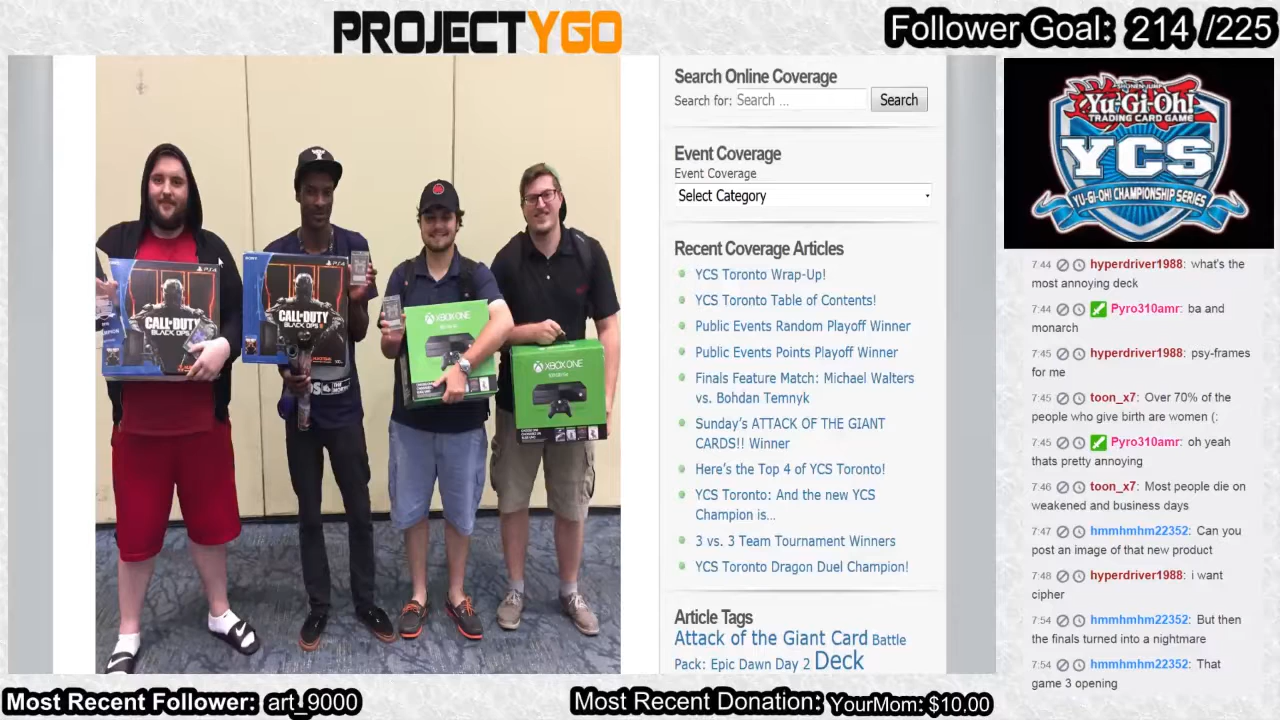 PROJECTYGO
Follower Goal: 214 /225
Search Online Coverage
Search for: Search ... Search
Event Coverage
Event Coverage
Select Category
Recent Coverage Articles
YCS Toronto Wrap-Up!
YCS Toronto Table of Contents!
Public Events Random Playoff Winner
Public Events Points Playoff Winner
Finals Feature Match: Michael Walters
vs. Bohdan Temnyk
Sunday's ATTACK OF THE GIANT
CARDS!! Winner
Here's the Top 4 of YCS Toronto!
YCS Toronto: And the new YCS
Champion is...
3 vs. 3 Team Tournament Winners
YCS Toronto Dragon Duel Champion!
Article Tags
Attack of the Giant Card Battle
Pack: Epic Dawn Day 2 Deck
SHONEN JUMP
Yu-Gi-Oh!
TRADING CARD GAME
YCS
YU-GI-OH! CHAMPIONSHIP SERIES
7:44 hyperdriver1988: what's the
most annoying deck
7:44 Pyro310amr: ba and
monarch
7:45 hyperdriver1988: psy-frames
for me
7:45 toon_x7: Over 70% of the
people who give birth are women (:
7:45 Pyro310amr: oh yeah
thats pretty annoying
7:46 toon_x7: Most people die on
weakened and business days
7:47 hmmhmhm22352: Can you
post an image of that new product
7:48 hyperdriver1988: i want
cipher
7:54 hmmhmhm22352: But then
the finals turned into a nightmare
7:54 hmmhmhm22352: That
game 3 opening
PS4
CALL·DUTY
BLACK OPS
SONY
PS4
CALL·DUTY
BLACK OPS
XBOX ONE
XBOX ONE
Most Recent Follower: art_9000
Most Recent Donation: YourMom: $10.00